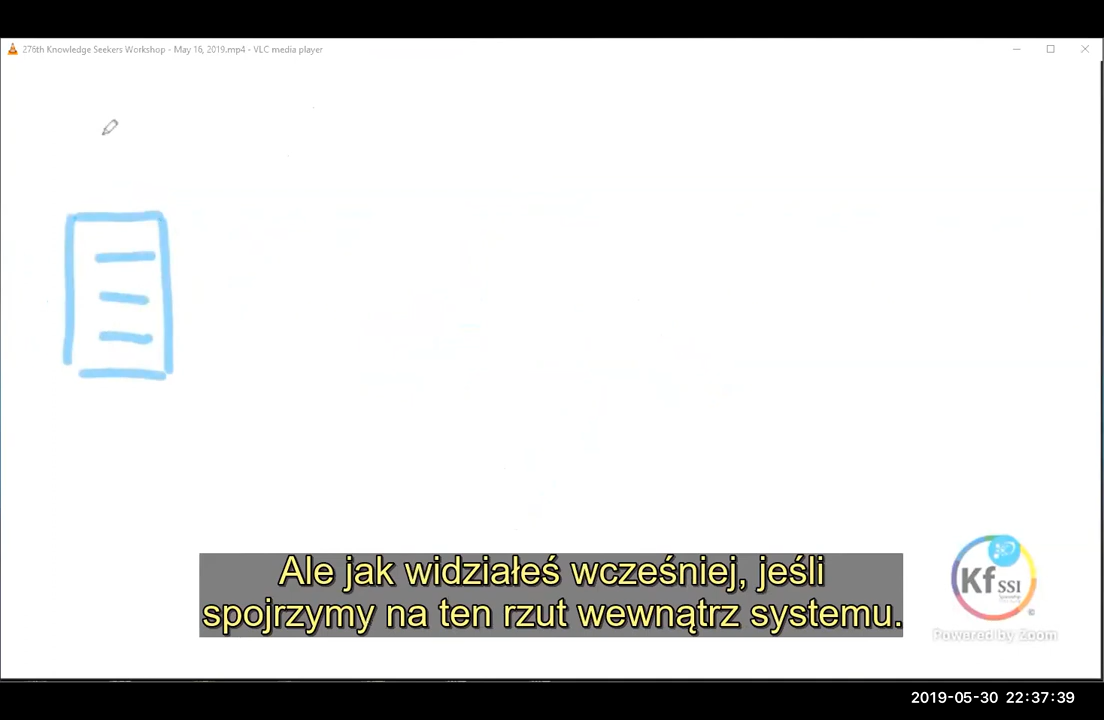 276th Knowledge Seekers Workshop - May 16, 2019.mp4 - VLC media player
Ale jak widziałeś wcześniej, jeśli
spojrzymy na ten rzut wewnątrz systemu.
Kf SSI
©
Powered by Zoom
2019-05-30 22:37:39